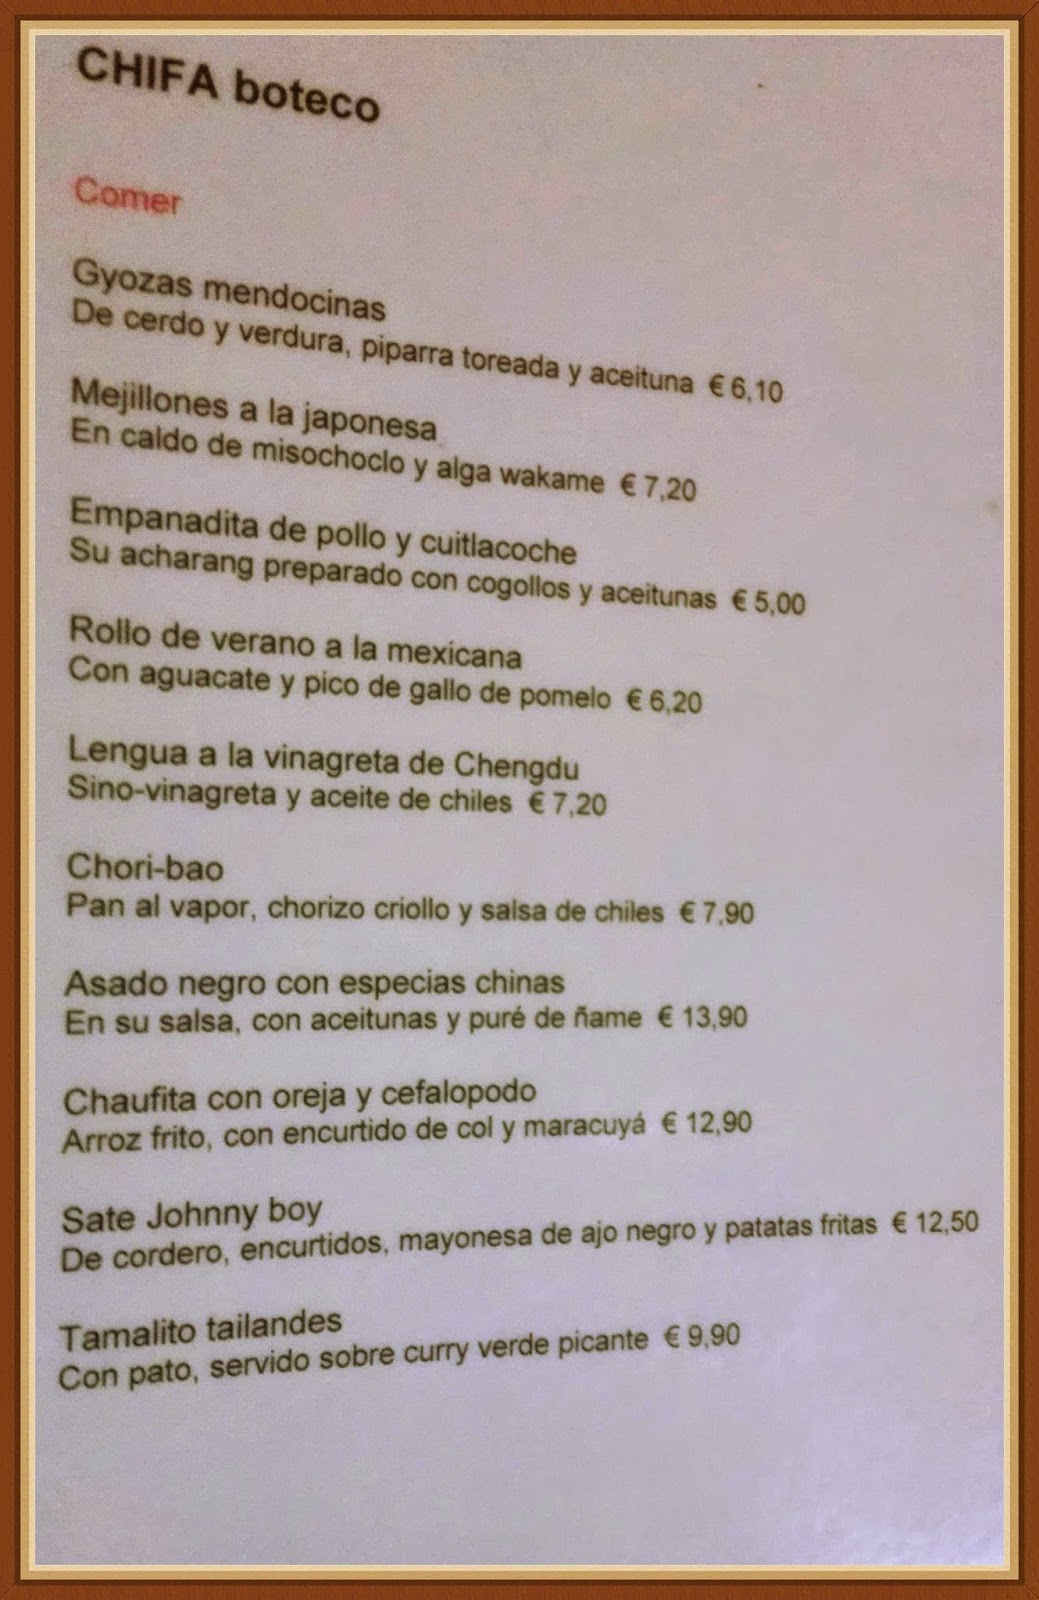 CHIFA boteco
Comer
Gyozas mendocinas
De cerdo y verdura, piparra toreada y aceituna € 6,10
Mejillones a la japonesa
En caldo de misochoclo y alga wakame € 7,20
Empanadita de pollo y cuitlacoche
Su acharang preparado con cogollos y aceitunas € 5,00
Rollo de verano a la mexicana
Con aguacate y pico de gallo de pomelo € 6,20
Lengua a la vinagreta de Chengdu
Sino-vinagreta y aceite de chiles € 7,20
Chori-bao
Pan al vapor, chorizo criollo y salsa de chiles € 7,90
Asado negro con especias chinas
En su salsa, con aceitunas y puré de ñame € 13,90
Chaufita con oreja y cefalopodo
Arroz frito, con encurtido de col y maracuyá € 12,90
Sate Johnny boy
De cordero, encurtidos, mayonesa de ajo negro y patatas fritas € 12,50
Tamalito tailandes
Con pato, servido sobre curry verde picante € 9,90